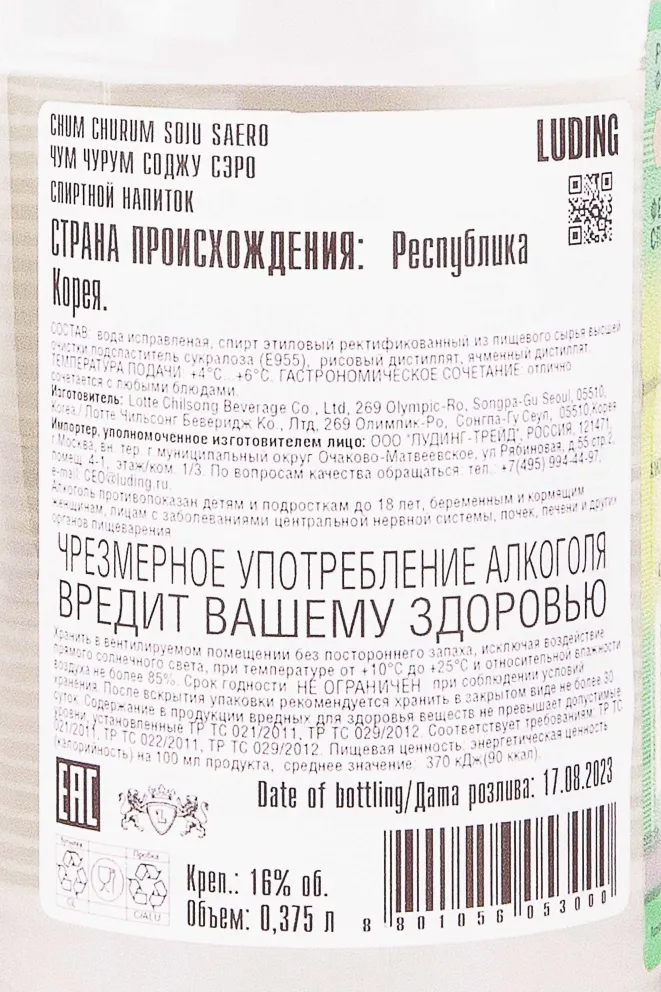 CHUM CHURUM SOJU SAERO
ЧУМ ЧУРУМ СОДЖУ СЭРО
СПИРТНОЙ НАПИТОК
LUDING
СТРАНА ПРОИСХОЖДЕНИЯ: Республика
Корея.
СОСТАВ: вода исправленая, спирт этиловый ректификованный из пищевого сырья высшей
очистки подсластитель сукралоза (Е955), рисовый дистиллят, ячменный дистиллят.
ТЕМПЕРАТУРА ПОДАЧИ: +4°С...+6°С. ГАСТРОНОМИЧЕСКОЕ СОЧЕТАНИЕ: отлично
сочетается с любыми блюдами.
Изготовитель: Lotte Chilsong Beverage Co., Ltd, 269 Olympic-Ro, Songpa-Gu Seoul, 05510,
Korea./ Лотте Чильсонг Беверидж Ко., Лтд, 269 Олимпик-Ро, Сонгпа-Гу Сеул, 05510,Корея
Импортер, уполномоченное изготовителем лицо: ООО "ЛУДИНГ-ТРЕЙД", РОССИЯ, 121471,
г.Москва, вн. тер. г муниципальный округ Очаково-Матвеевское, ул Рябиновая, д.55 стр.2,
помещ. 4-1, этаж/ком. 1/3. По вопросам качества обращаться: тел.: +7(495) 994-44-97,
e-mail: CEO@luding.ru.
Алкоголь противопоказан детям и подросткам до 18 лет, беременным и кормящим
женщинам, лицам с заболеваниями центральной нервной системы, почек, печени и других
органов пищеварения
ЧРЕЗМЕРНОЕ УПОТРЕБЛЕНИЕ АЛКОГОЛЯ
ВРЕДИТ ВАШЕМУ ЗДОРОВЬЮ
Хранить в вентилируемом помещении без постороннего запаха, исключая воздействие
прямого солнечного света, при температуре от +10°С до +25°С и относительной влажности
воздуха не более 85%. Срок годности НЕ ОГРАНИЧЕН при соблюдении условий
хранения. После вскрытия упаковки рекомендуется хранить в закрытом виде не более 30
суток. Содержание в продукции вредных для здоровья веществ не превышает допустимые
уровни, установленные ТР ТС 021/2011, ТР ТС 029/2012. Соответствует требованиям: ТР ТС
021/2011, ТР ТС 022/2011, ТР ТС 029/2012. Пищевая ценность: энергетическая ценность
(калорийность) на 100 мл продукта, среднее значение: 370 кДж(90 ккал).
EAC
Date of bottling/Дата розлива: 17.08.2023
Бутылка
GL
Пробка
C/ALU
Креп.: 16% об.
Объем: 0,375 л
8 801056 053000